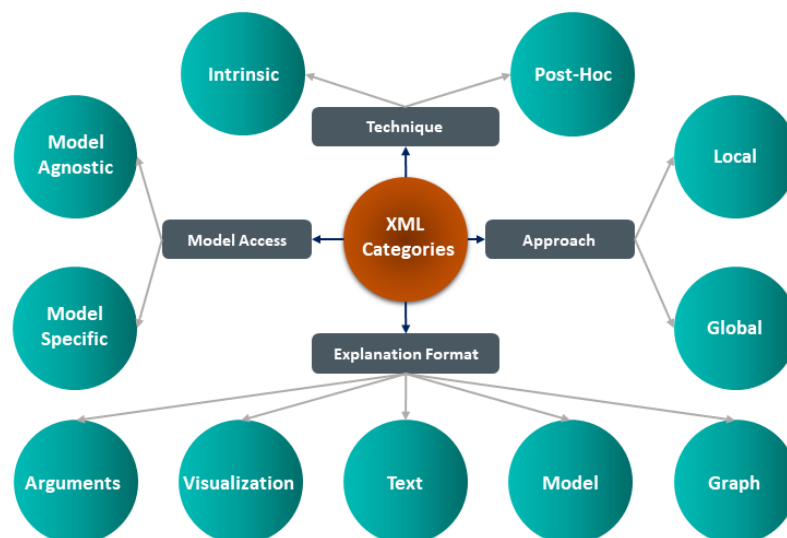 Intrinsic
Post-Hoc
Technique
Model
Agnostic
Local
XML
Categories
Model Access
Approach
Model
Specific
Global
Explanation Format
Arguments
Visualization
Text
Model
Graph